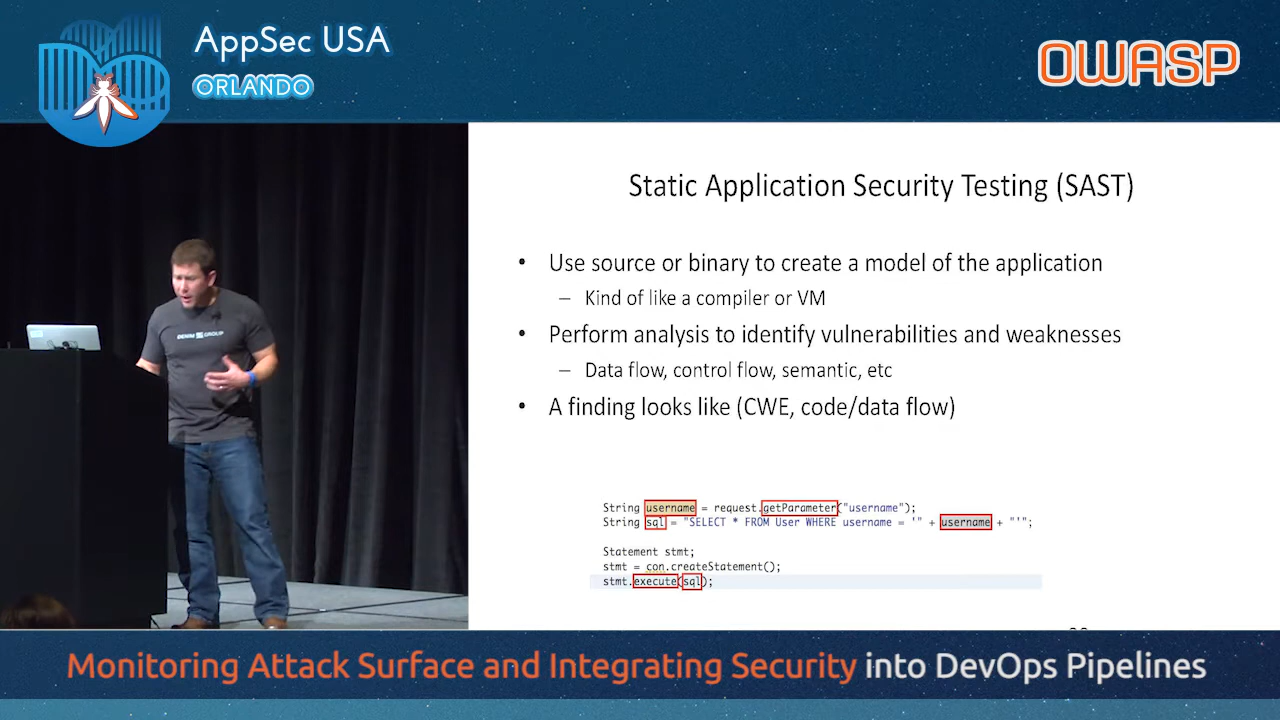 AppSec USA
ORLANDO
OWASP
Static Application Security Testing (SAST)
• Use source or binary to create a model of the application
– Kind of like a compiler or VM
• Perform analysis to identify vulnerabilities and weaknesses
– Data flow, control flow, semantic, etc
• A finding looks like (CWE, code/data flow)
String username = request.getParameter("username");
String sql = "SELECT * FROM User WHERE username = '" + username + "'";
Statement stmt;
stmt = con.createStatement();
stmt.execute(sql);
DENIM GROUP
Monitoring Attack Surface and Integrating Security into DevOps Pipelines